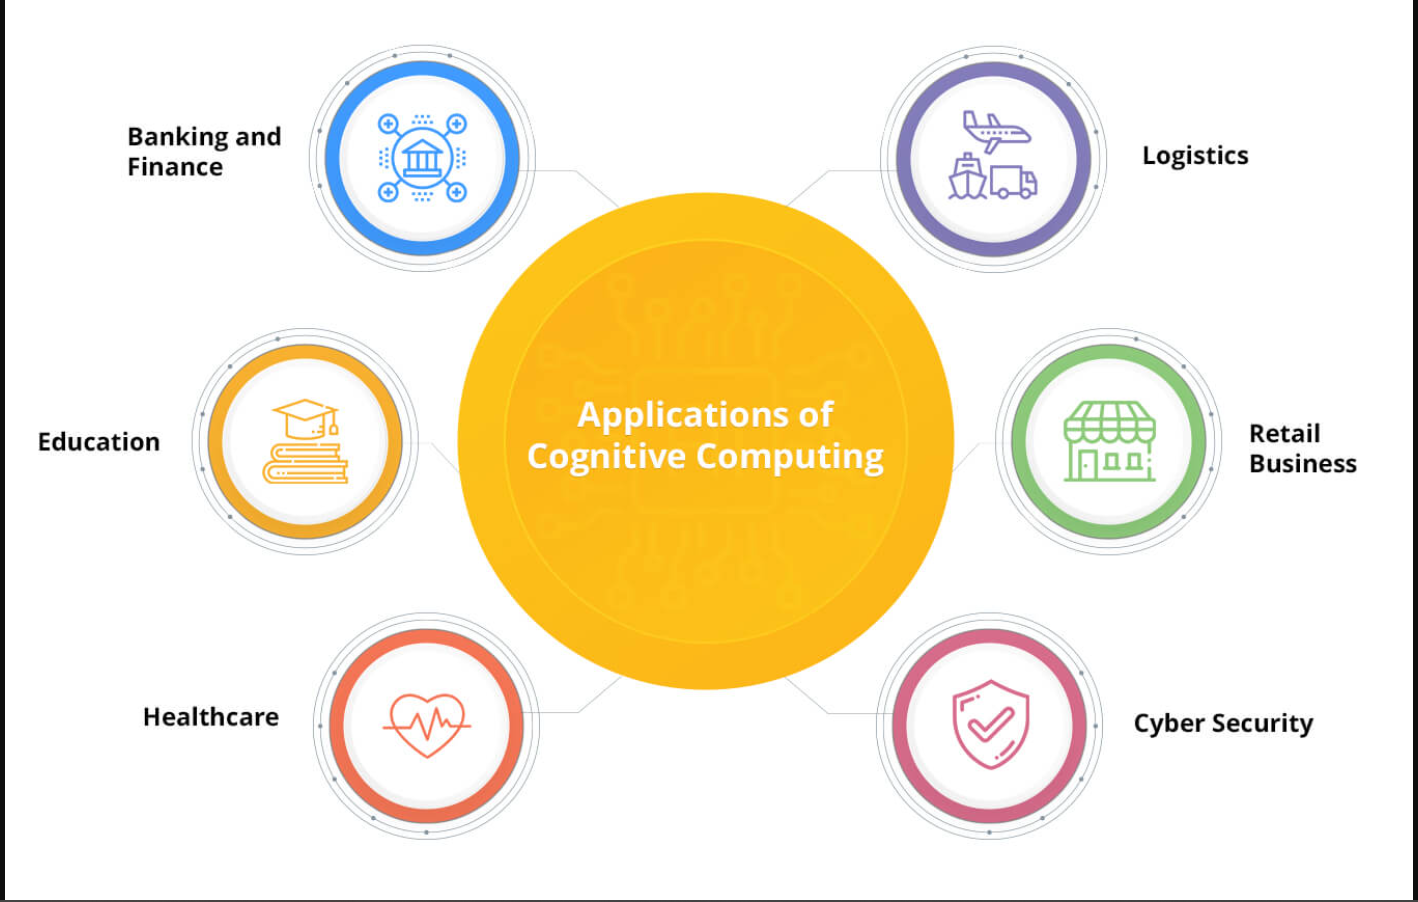 Banking and
Finance
Logistics
Applications of
Cognitive Computing
Education
Retail
Business
Healthcare
Cyber Security